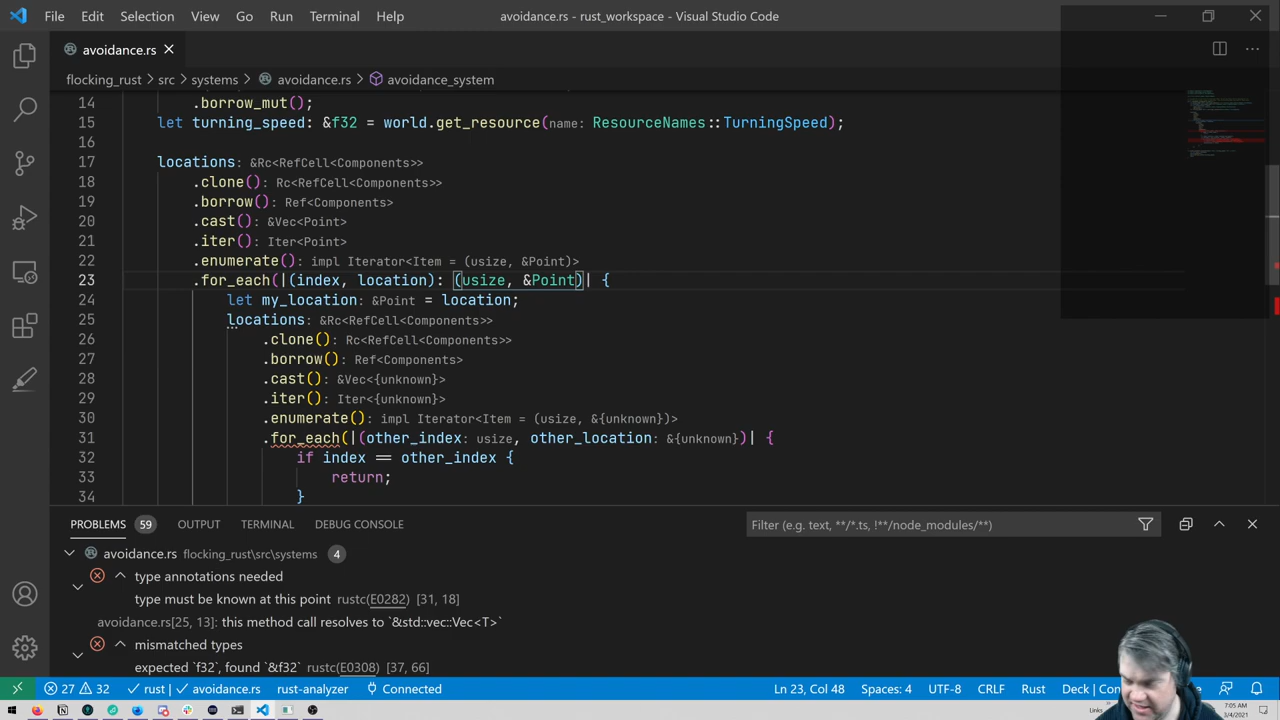 File Edit Selection View Go Run Terminal Help avoidance.rs - rust_workspace - Visual Studio Code
avoidance.rs
flocking_rust > src > systems > avoidance.rs > avoidance_system
14 .borrow_mut();
15 let turning_speed: &f32 = world.get_resource(name: ResourceNames::TurningSpeed);
16
17 locations: &Rc<RefCell<Components>>
18 .clone(): Rc<RefCell<Components>>
19 .borrow(): Ref<Components>
20 .cast(): &Vec<Point>
21 .iter(): Iter<Point>
22 .enumerate(): impl Iterator<Item = (usize, &Point)>
23 .for_each(|(index, location): (usize, &Point)| {
24 let my_location: &Point = location;
25 locations: &Rc<RefCell<Components>>
26 .clone(): Rc<RefCell<Components>>
27 .borrow(): Ref<Components>
28 .cast(): &Vec<{unknown}>
29 .iter(): Iter<{unknown}>
30 .enumerate(): impl Iterator<Item = (usize, &{unknown})>
31 .for_each(|(other_index: usize, other_location: &{unknown})| {
32 if index == other_index {
33 return;
34 }
PROBLEMS 59 OUTPUT TERMINAL DEBUG CONSOLE Filter (e.g. text, **/*.ts, !**/node_modules/**)
avoidance.rs flocking_rust\src\systems 4
type annotations needed
type must be known at this point rustc(E0282) [31, 18]
avoidance.rs[25, 13]: this method call resolves to `&std::vec::Vec<T>`
mismatched types
expected `f32`, found `&f32` rustc(E0308) [37, 66]
27 32 rust | avoidance.rs rust-analyzer Connected Ln 23, Col 48 Spaces: 4 UTF-8 CRLF Rust Deck | Con
Links 7:05 AM
3/4/2021